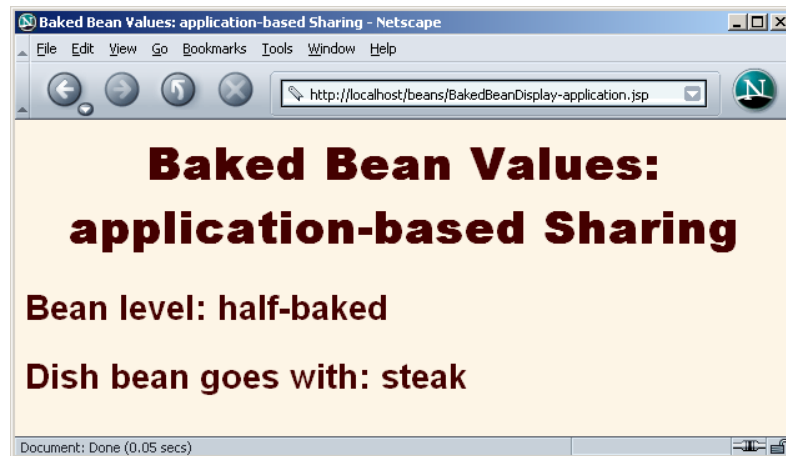 Baked Bean Values: application-based Sharing - Netscape
File Edit View Go Bookmarks Tools Window Help
http://localhost/beans/BakedBeanDisplay-application.jsp
N
Baked Bean Values:
application-based Sharing
Bean level: half-baked
Dish bean goes with: steak
Document: Done (0.05 secs)